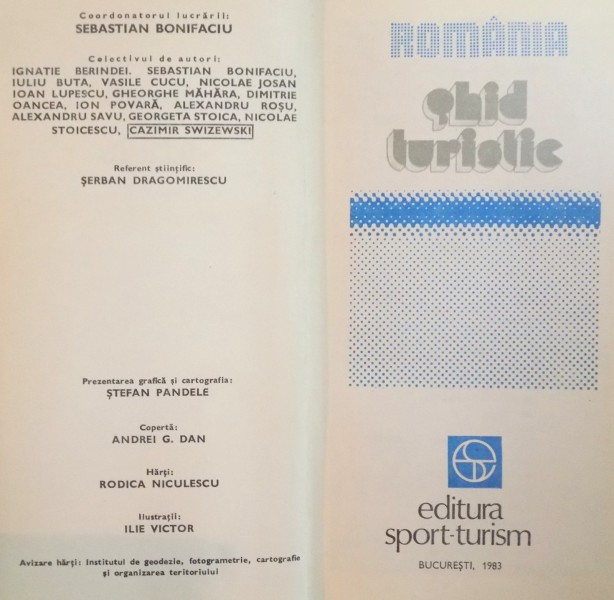 Coordonatorul lucrării:
SEBASTIAN BONIFACIU
Colectivul de autori:
IGNATIE BERINDEI. SEBASTIAN BONIFACIU,
IULIU BUTA, VASILE CUCU, NICOLAE JOSAN
IOAN LUPESCU, GHEORGHE MĂHĂRA, DIMITRIE
OANCEA, ION POVARĂ, ALEXANDRU ROȘU,
ALEXANDRU SAVU, GEORGETA STOICA, NICOLAE
STOICESCU, CAZIMIR SWIZEWSKI
Referent științific:
ȘERBAN DRAGOMIRESCU
Prezentarea grafică și cartografia:
ȘTEFAN PANDELE
Copertă:
ANDREI G. DAN
Hărți:
RODICA NICULESCU
Ilustrații:
ILIE VICTOR
Avizare hărți: Institutul de geodezie, fotogrametrie, cartografie
și organizarea teritoriului
ROMÂNIA
ghid
turistic
editura
sport-turism
BUCUREȘTI, 1983